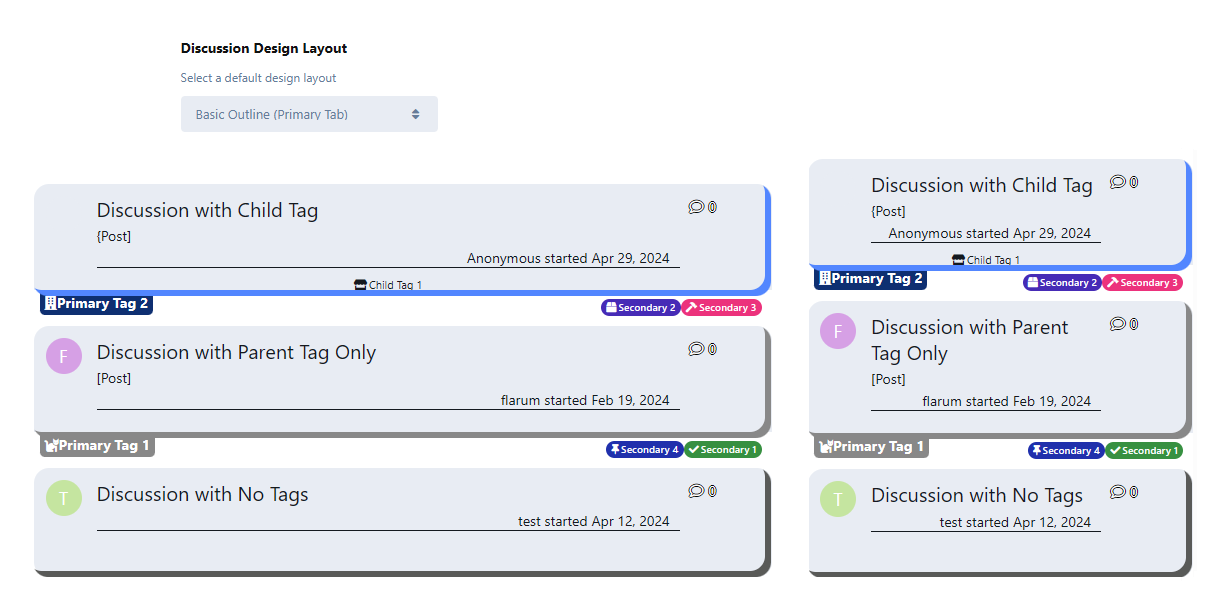 Discussion Design Layout
Select a default design layout
Basic Outline (Primary Tab)
Discussion with Child Tag
0
{Post]
Anonymous started Apr 29, 2024
Child Tag 1
Primary Tag 2
Secondary 2
Secondary 3
F
Discussion with Parent Tag Only
0
[Post]
flarum started Feb 19, 2024
Primary Tag 1
Secondary 4
Secondary 1
T
Discussion with No Tags
0
test started Apr 12, 2024
Discussion with Child Tag
0
{Post]
Anonymous started Apr 29, 2024
Child Tag 1
Primary Tag 2
Secondary 2
Secondary 3
F
Discussion with Parent
Tag Only
0
[Post]
flarum started Feb 19, 2024
Primary Tag 1
Secondary 4
Secondary 1
T
Discussion with No Tags
0
test started Apr 12, 2024